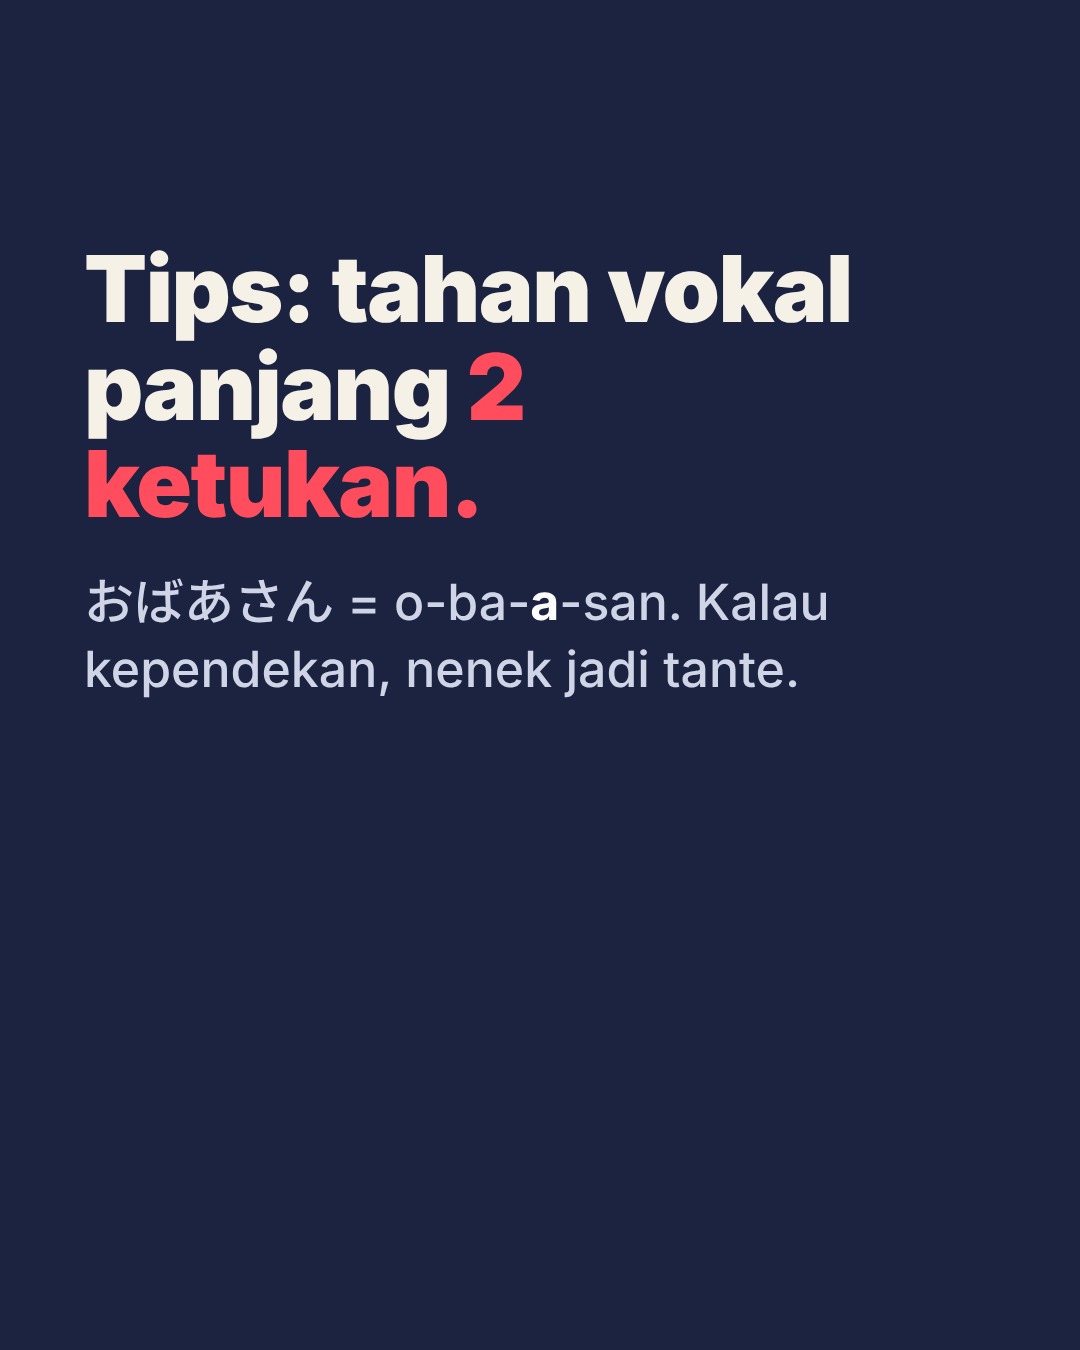 Tips: tahan vokal
panjang 2
ketukan.
おばあさん = o-ba-a-san. Kalau
kependekan, nenek jadi tante.